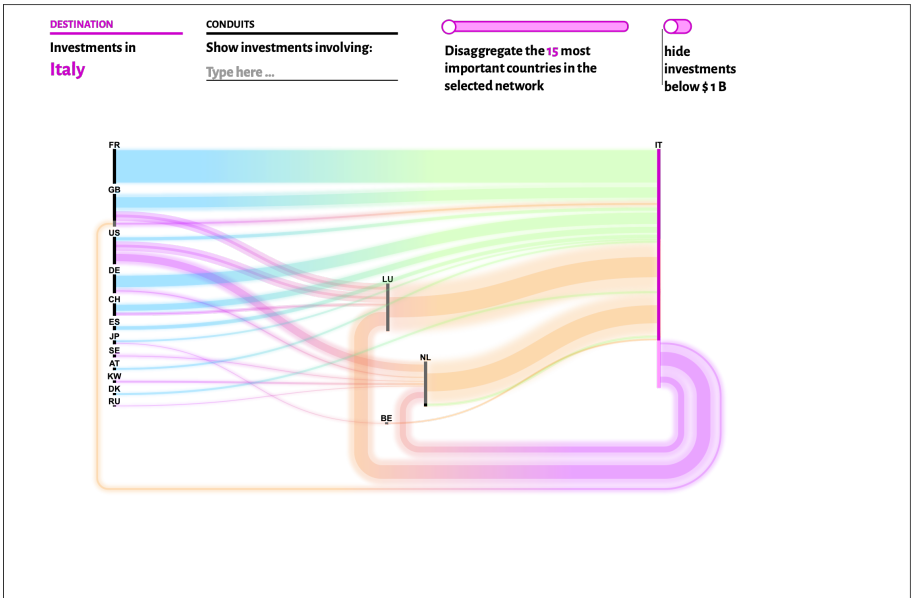 DESTINATION
Investments in
Italy
CONDUITS
Show investments involving:
Type here ...
Disaggregate the 15 most
important countries in the
selected network
hide
investments
below $ 1 B
FR
IT
GB
US
DE
LU
CH
ES
JP
SE
NL
AT
KW
DK
RU
BE